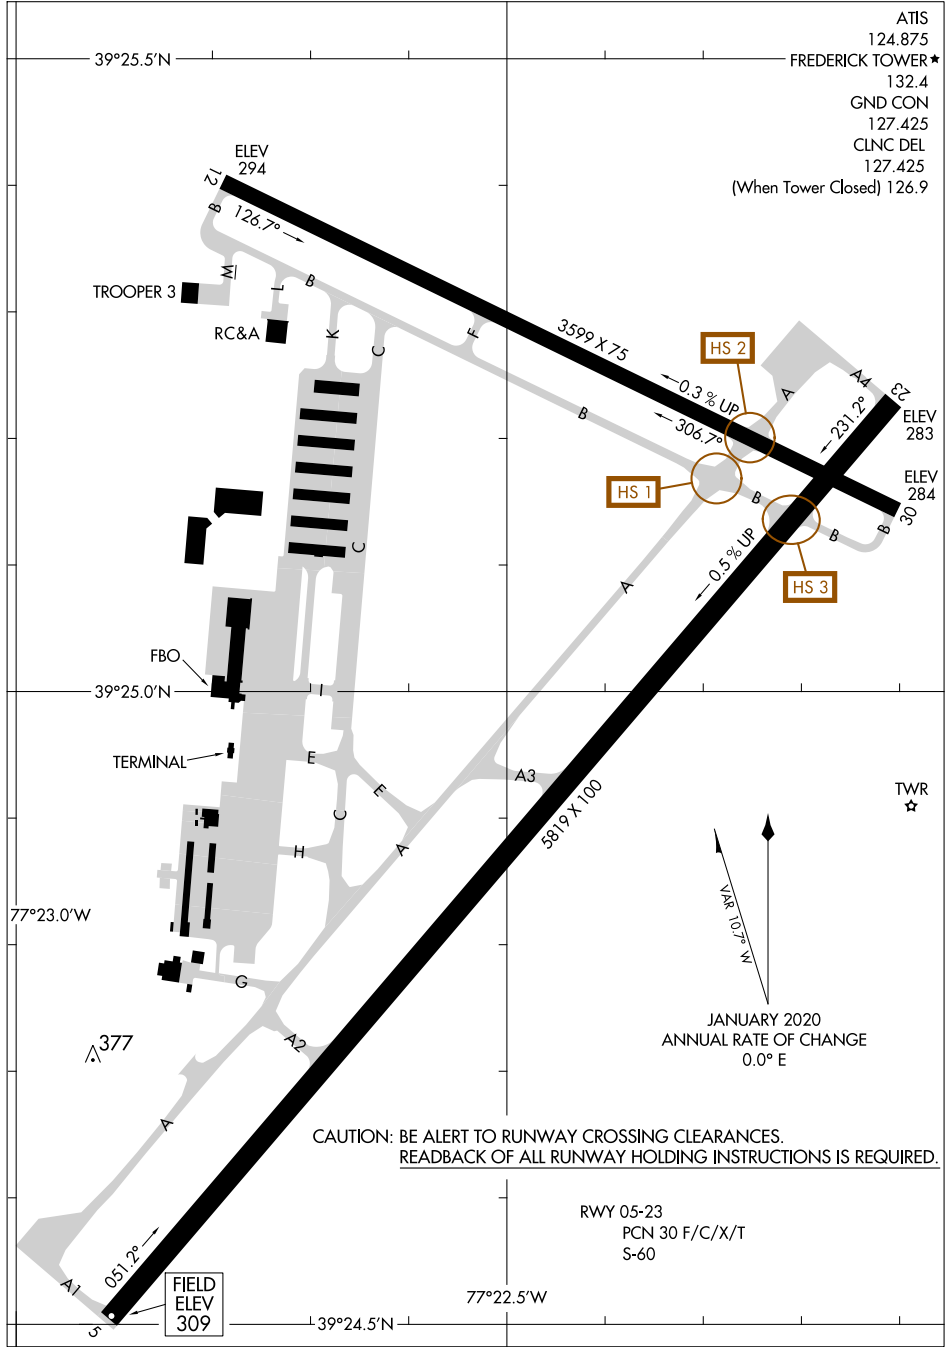 ATIS
124.875
39°25.5'N
FREDERICK TOWER★
132.4
GND CON
127.425
CLNC DEL
127.425
(When Tower Closed) 126.9
ELEV
294
12
B
126.7°
M
B
TROOPER 3
L
RC&A
K
C
F
3599 X 75
HS 2
0.3 % UP
A
A4
23
B
306.7°
231.2°
ELEV
283
HS 1
B
ELEV
284
30
B
B
C
0.5 % UP
HS 3
A
FBO
I
39°25.0'N
TERMINAL
E
E
A3
TWR
C
5819 X 100
H
A
VAR 10.7° W
77°23.0'W
G
JANUARY 2020
ANNUAL RATE OF CHANGE
0.0° E
377
A2
A
CAUTION: BE ALERT TO RUNWAY CROSSING CLEARANCES.
READBACK OF ALL RUNWAY HOLDING INSTRUCTIONS IS REQUIRED.
RWY 05-23
PCN 30 F/C/X/T
S-60
051.2°
A1
FIELD
ELEV
309
77°22.5'W
5
39°24.5'N